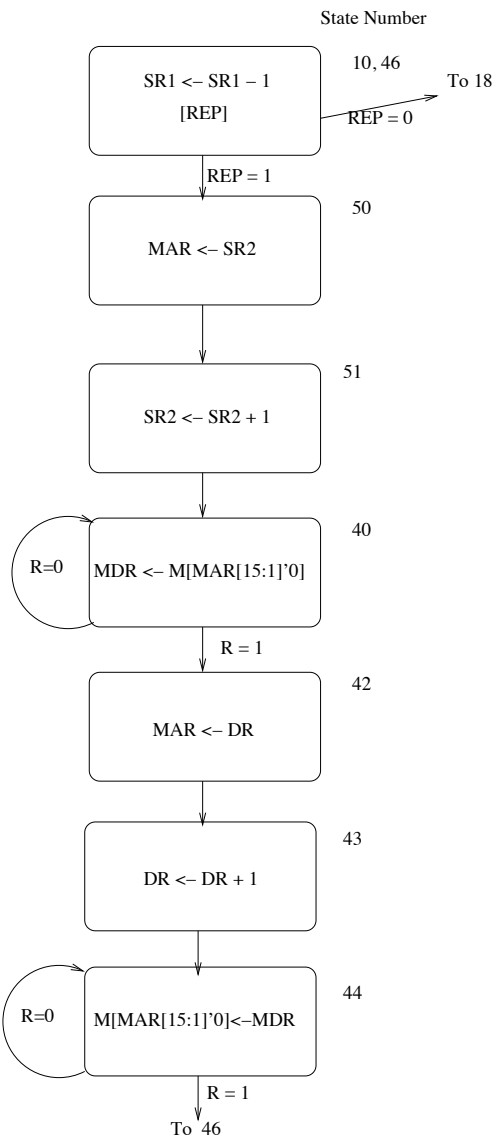 State Number
SR1 <– SR1 – 1
[REP]
10, 46
To 18
REP = 0
REP = 1
50
MAR <– SR2
51
SR2 <– SR2 + 1
40
R=0
MDR <– M[MAR[15:1]'0]
R = 1
42
MAR <– DR
43
DR <– DR + 1
44
R=0
M[MAR[15:1]'0]<–MDR
R = 1
To 46